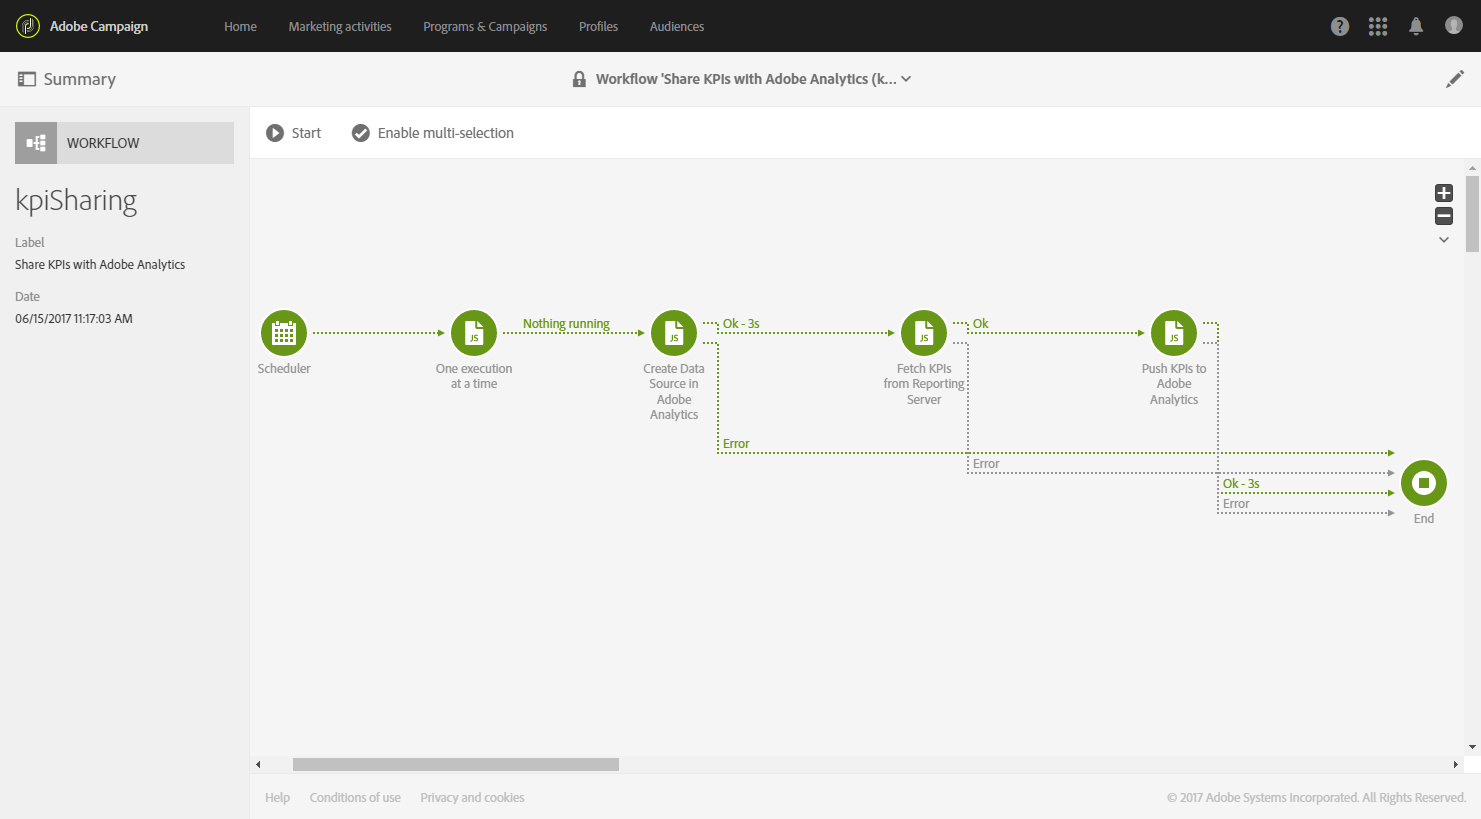 Adobe Campaign
Home
Marketing activities
Programs & Campaigns
Profiles
Audiences
Summary
Workflow 'Share KPIs with Adobe Analytics (k...
WORKFLOW
Start
Enable multi-selection
kpiSharing
Label
Share KPIs with Adobe Analytics
Date
06/15/2017 11:17:03 AM
Scheduler
JS
One execution
at a time
Nothing running
JS
Create Data
Source in
Adobe
Analytics
Ok - 3s
Error
JS
Fetch KPIs
from Reporting
Server
Ok
Error
JS
Push KPIs to
Adobe
Analytics
Ok - 3s
Error
End
Help
Conditions of use
Privacy and cookies
© 2017 Adobe Systems Incorporated. All Rights Reserved.